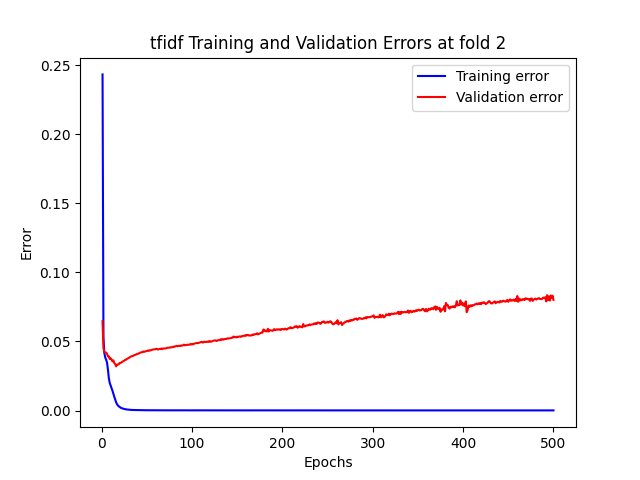 tfidf Training and Validation Errors at fold 2
Training error
Validation error
0.25
0.20
0.15
0.10
0.05
0.00
Error
0
100
200
300
400
500
Epochs